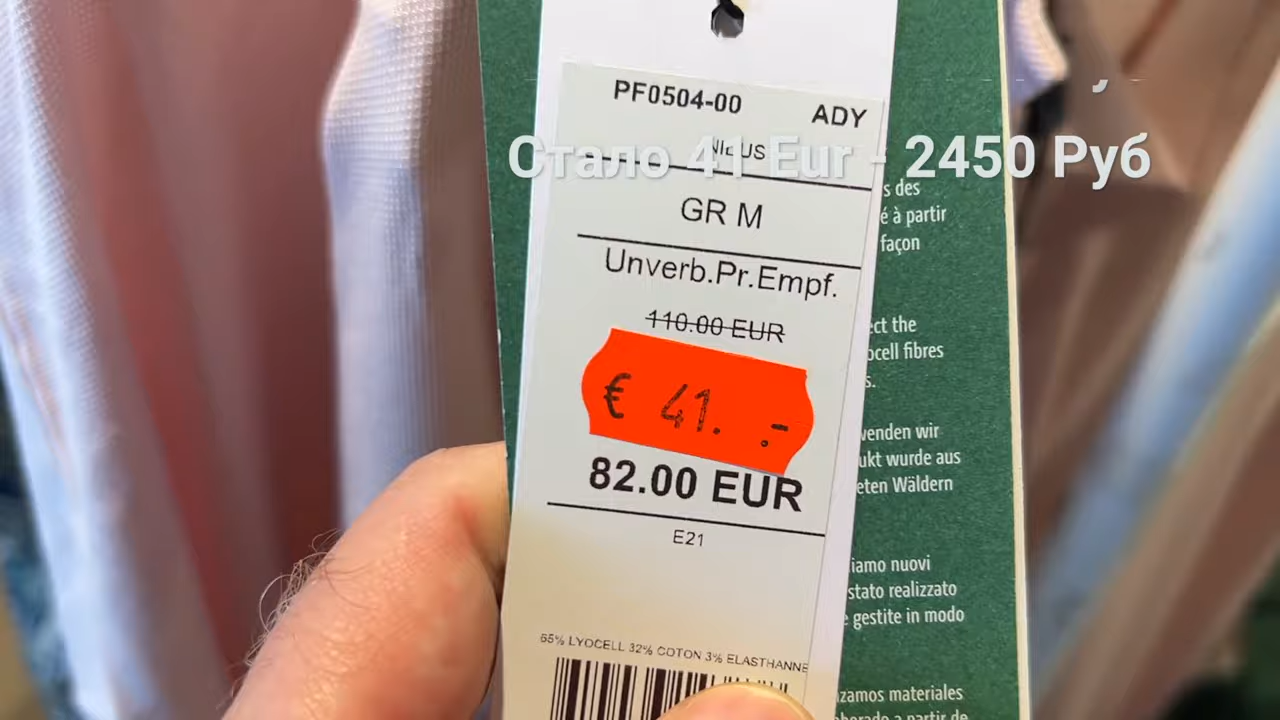 PF0504-00 ADY
Стало 41 Eur - 2450 Руб
GR M
Unverb.Pr.Empf.
110.00 EUR
€ 41. .-
82.00 EUR
E21
65% LYOCELL 32% COTON 3% ELASTHANNE
s des
é à partir
façon
ect the
ocell fibres
s.
wenden wir
ukt wurde aus
eten Wäldern
iamo nuovi
stato realizzato
e gestite in modo
zamos materiales
aborado a partir de